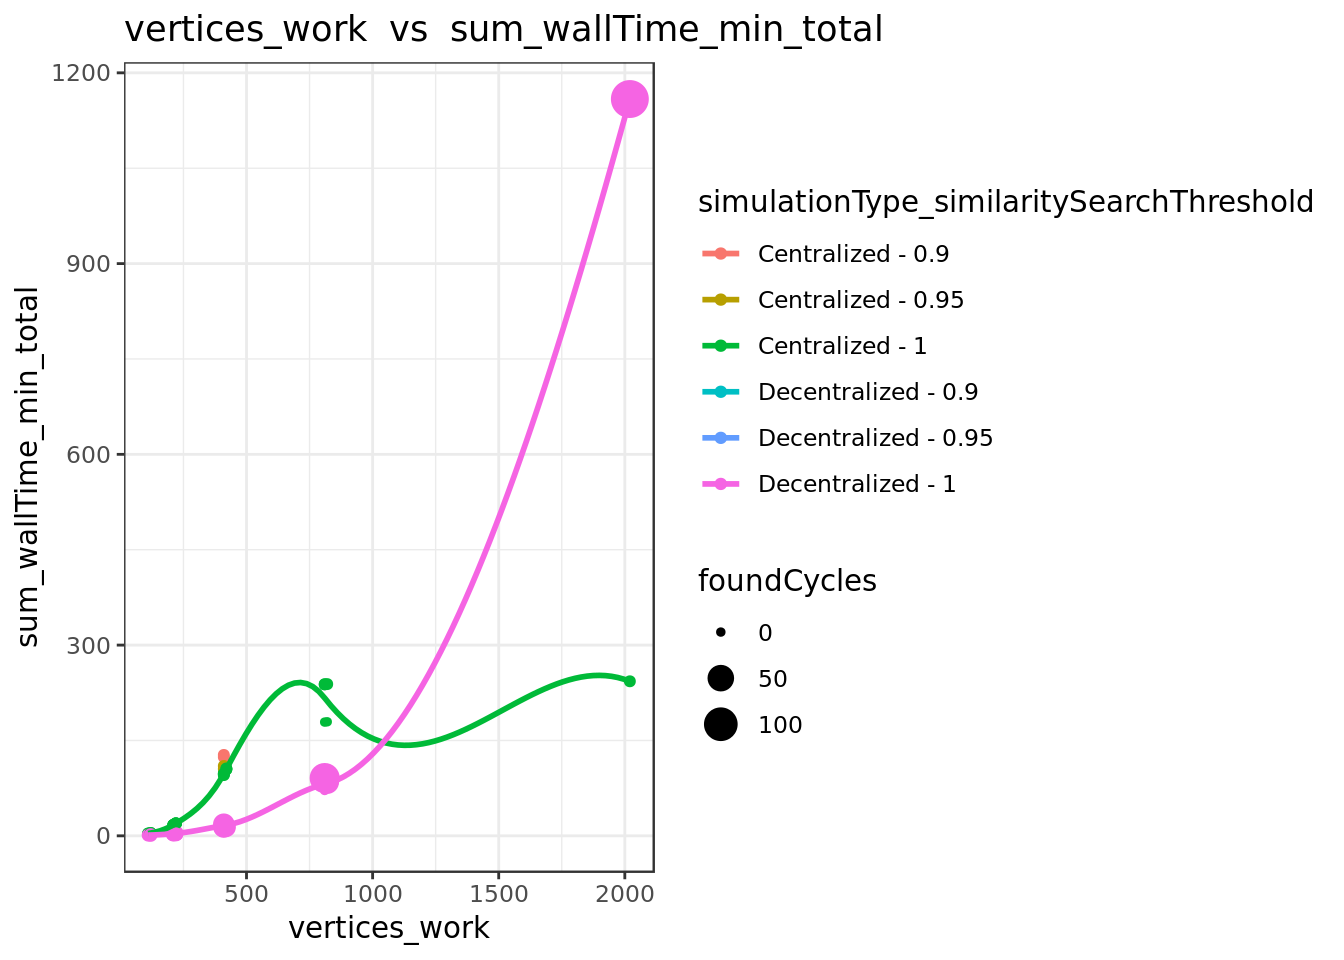 vertices_work  vs  sum_wallTime_min_total
1200
900
600
300
0
sum_wallTime_min_total
500
1000
1500
2000
vertices_work
simulationType_similaritySearchThreshold
Centralized - 0.9
Centralized - 0.95
Centralized - 1
Decentralized - 0.9
Decentralized - 0.95
Decentralized - 1
foundCycles
0
50
100